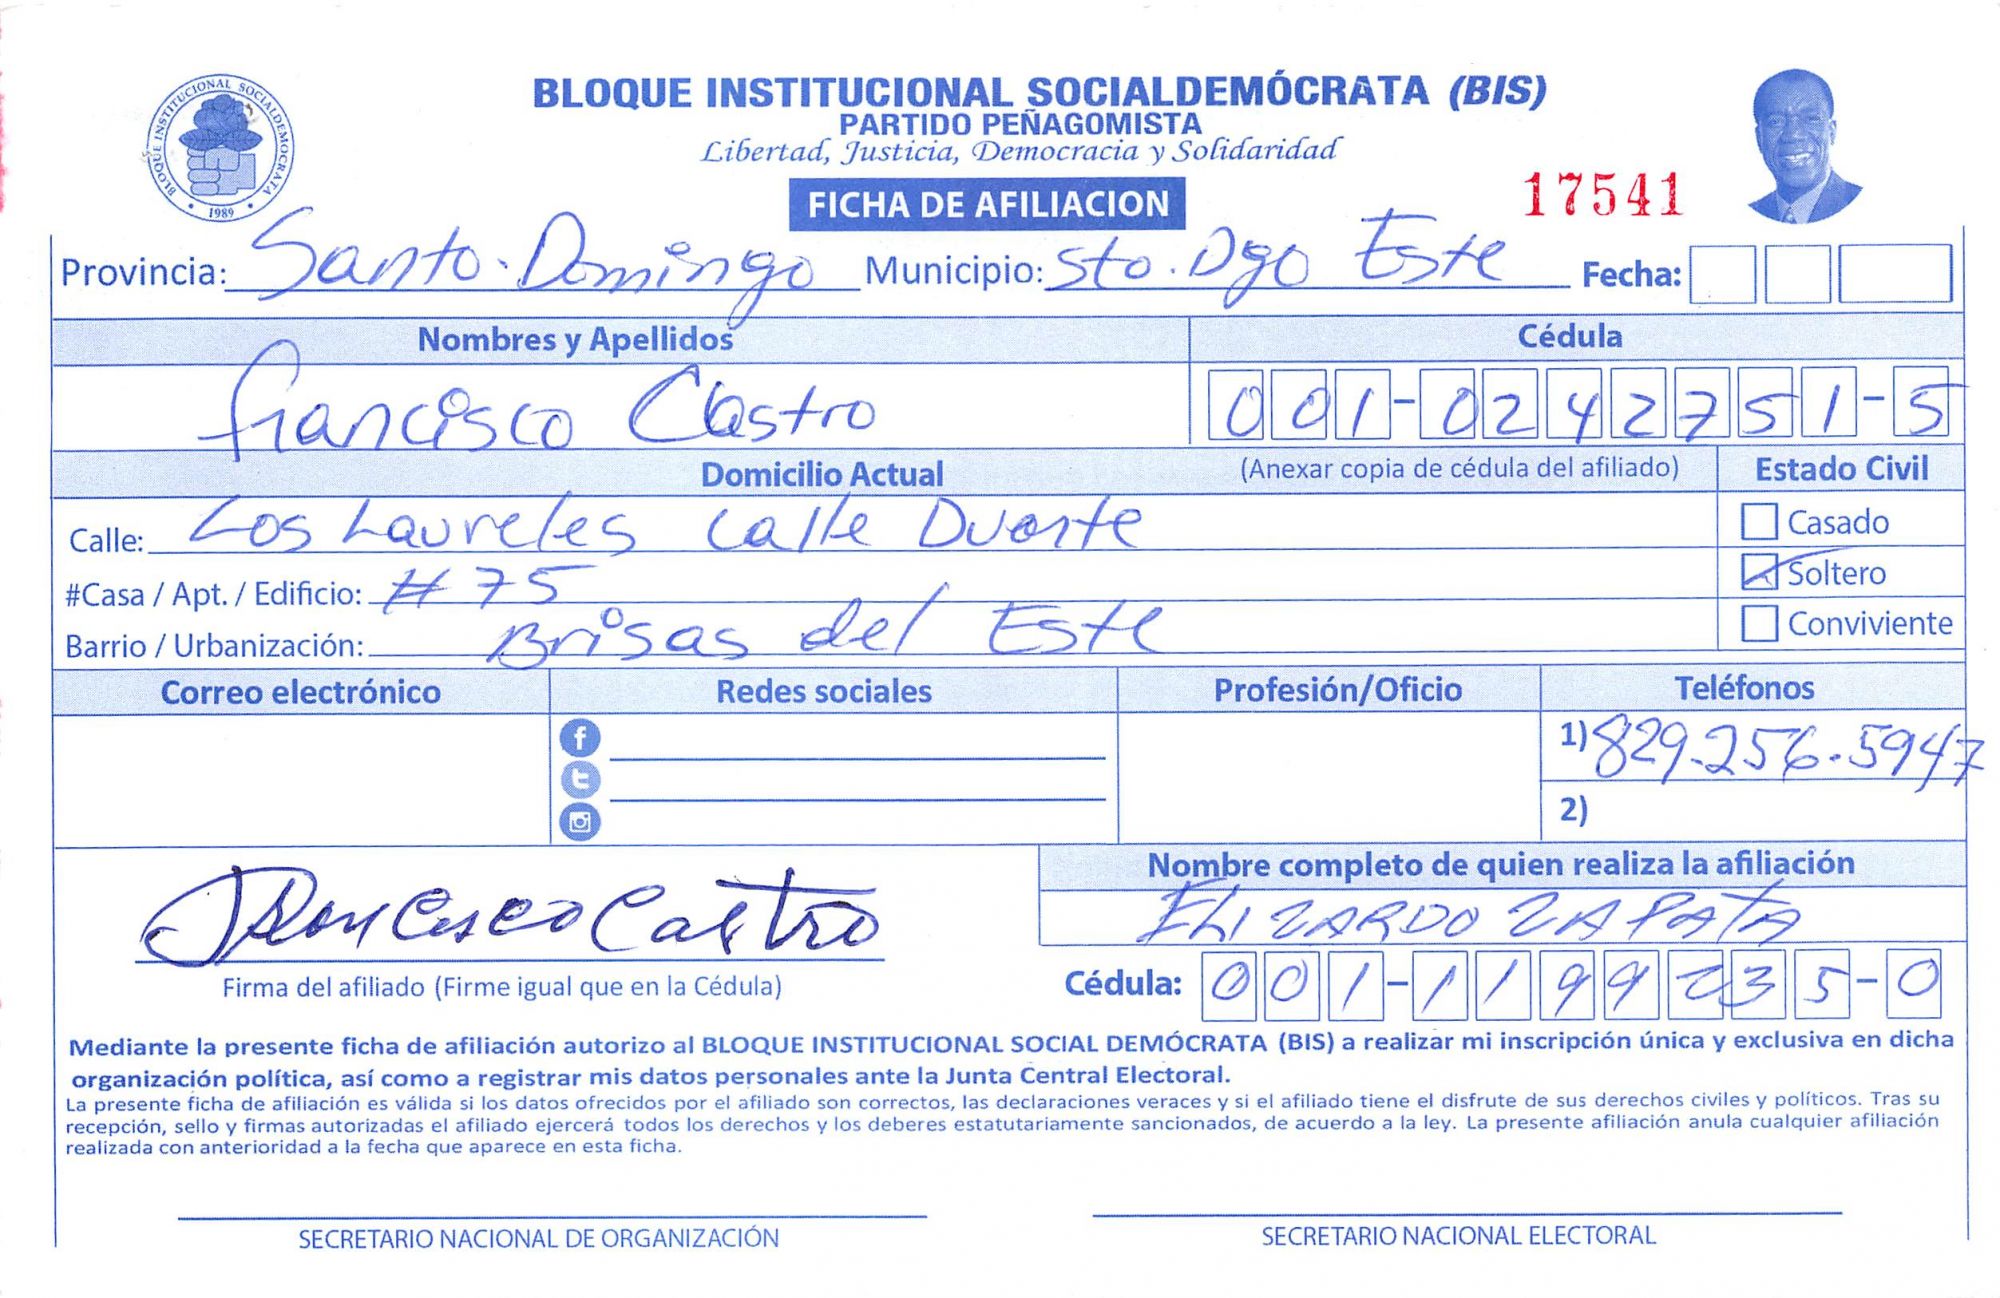 BLOQUE INSTITUCIONAL SOCIALDEMOCRATA
1989
BLOQUE INSTITUCIONAL SOCIALDEMÓCRATA (BIS)
PARTIDO PEÑAGOMISTA
Libertad, Justicia, Democracia y Solidaridad
FICHA DE AFILIACION
17541
Provincia: Santo Domingo Municipio: Sto. Dgo Este Fecha:
Nombres y Apellidos Cédula
Francisco Castro 001-0242751-5
Domicilio Actual (Anexar copia de cédula del afiliado) Estado Civil
Calle: Los Laureles Calle Duarte Casado
#Casa / Apt. / Edificio: # 75 Soltero
Barrio / Urbanización: Brisas del Este Conviviente
Correo electrónico Redes sociales Profesión/Oficio Teléfonos
1) 829.256.5947
2)
Nombre completo de quien realiza la afiliación
Francisco Castro ELIZARDO ZAPATA
Firma del afiliado (Firme igual que en la Cédula) Cédula: 001-1199235-0
Mediante la presente ficha de afiliación autorizo al BLOQUE INSTITUCIONAL SOCIAL DEMÓCRATA (BIS) a realizar mi inscripción única y exclusiva en dicha
organización política, así como a registrar mis datos personales ante la Junta Central Electoral.
La presente ficha de afiliación es válida si los datos ofrecidos por el afiliado son correctos, las declaraciones veraces y si el afiliado tiene el disfrute de sus derechos civiles y políticos. Tras su
recepción, sello y firmas autorizadas el afiliado ejercerá todos los derechos y los deberes estatutariamente sancionados, de acuerdo a la ley. La presente afiliación anula cualquier afiliación
realizada con anterioridad a la fecha que aparece en esta ficha.
SECRETARIO NACIONAL DE ORGANIZACIÓN SECRETARIO NACIONAL ELECTORAL